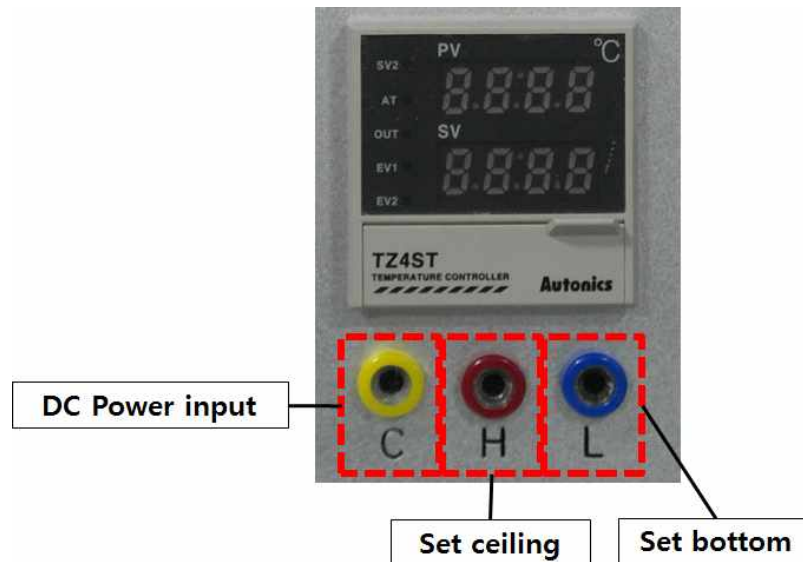 PV °C
SV2
8.8.8.8
AT
OUT SV
EV1
8.8.8.8
EV2
TZ4ST
TEMPERATURE CONTROLLER
Autonics
DC Power input
C H L
Set ceiling
Set bottom